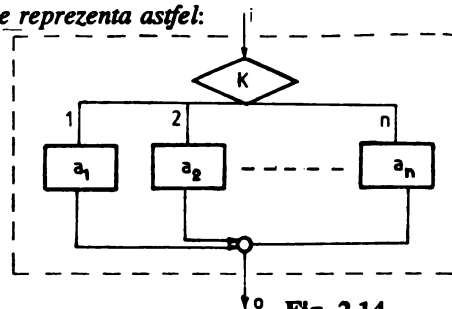 e reprezenta astfel:
i
K
1 2 n
a₁ a₂ aₙ
o Fig. 2.14